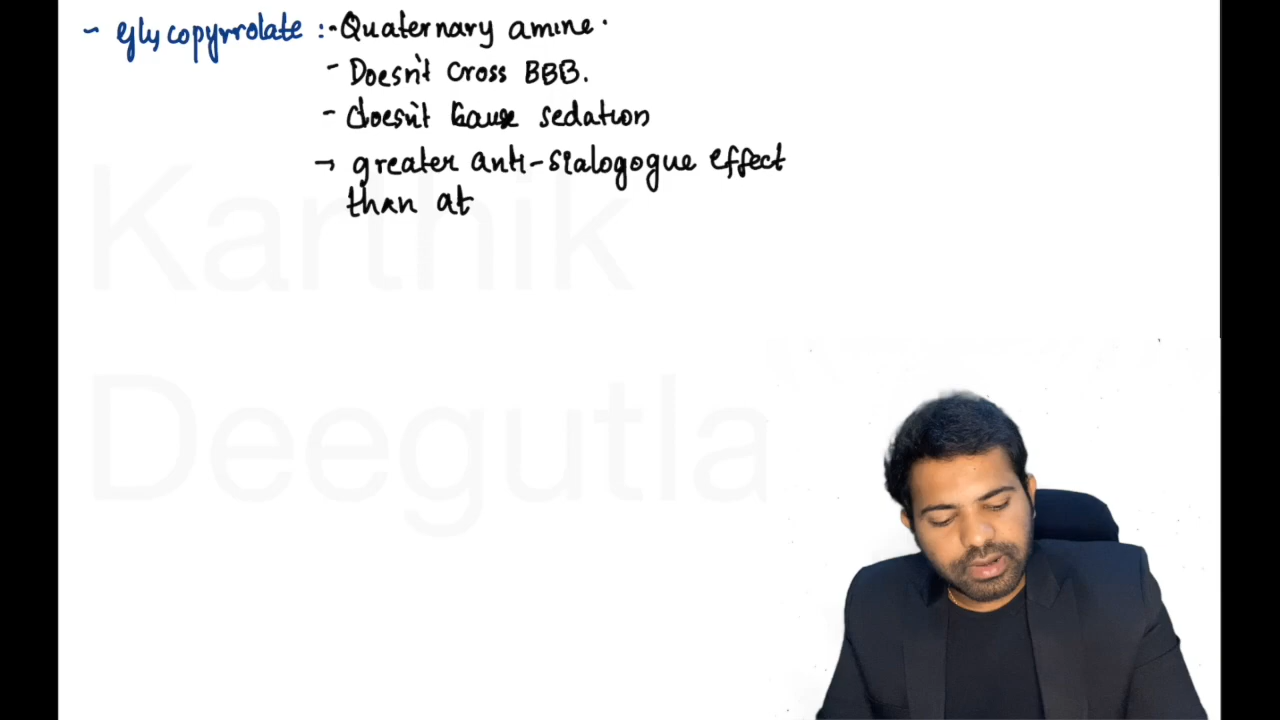 - Glycopyrrolate :- Quaternary amine.
- Doesn't cross BBB.
- doesn't cause sedation
→ greater anti-sialogogue effect
than at
Karthik
Deegutla